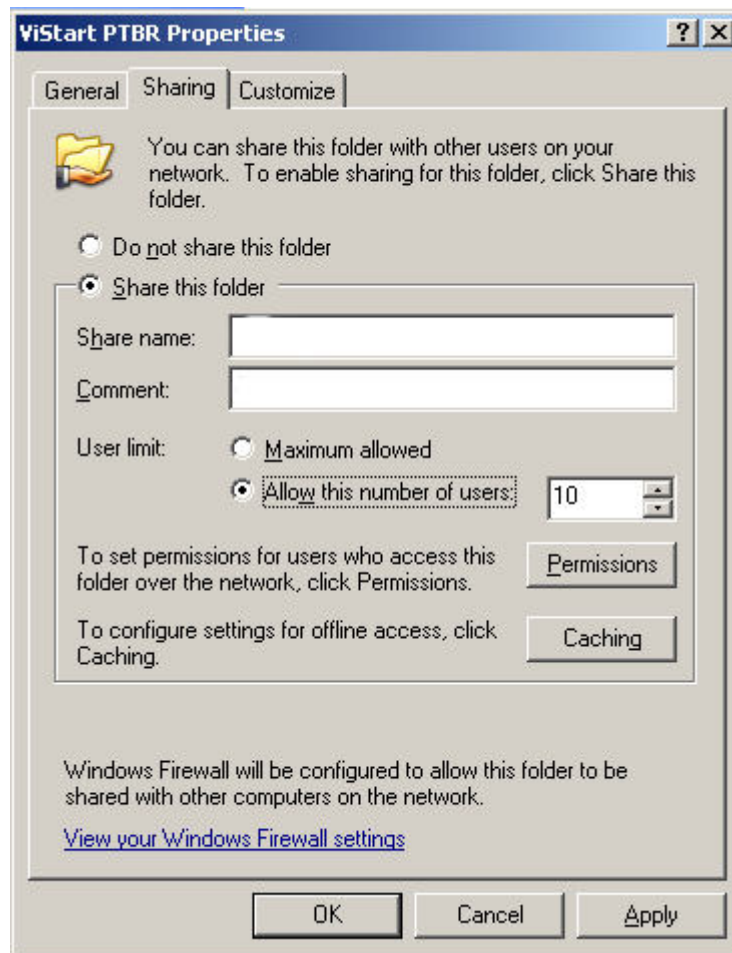 ViStart PTBR Properties
General Sharing Customize
You can share this folder with other users on your
network. To enable sharing for this folder, click Share this
folder.
Do not share this folder
Share this folder
Share name:
Comment:
User limit: Maximum allowed
Allow this number of users: 10
To set permissions for users who access this
folder over the network, click Permissions.
Permissions
To configure settings for offline access, click
Caching.
Caching
Windows Firewall will be configured to allow this folder to be
shared with other computers on the network.
View your Windows Firewall settings
OK Cancel Apply